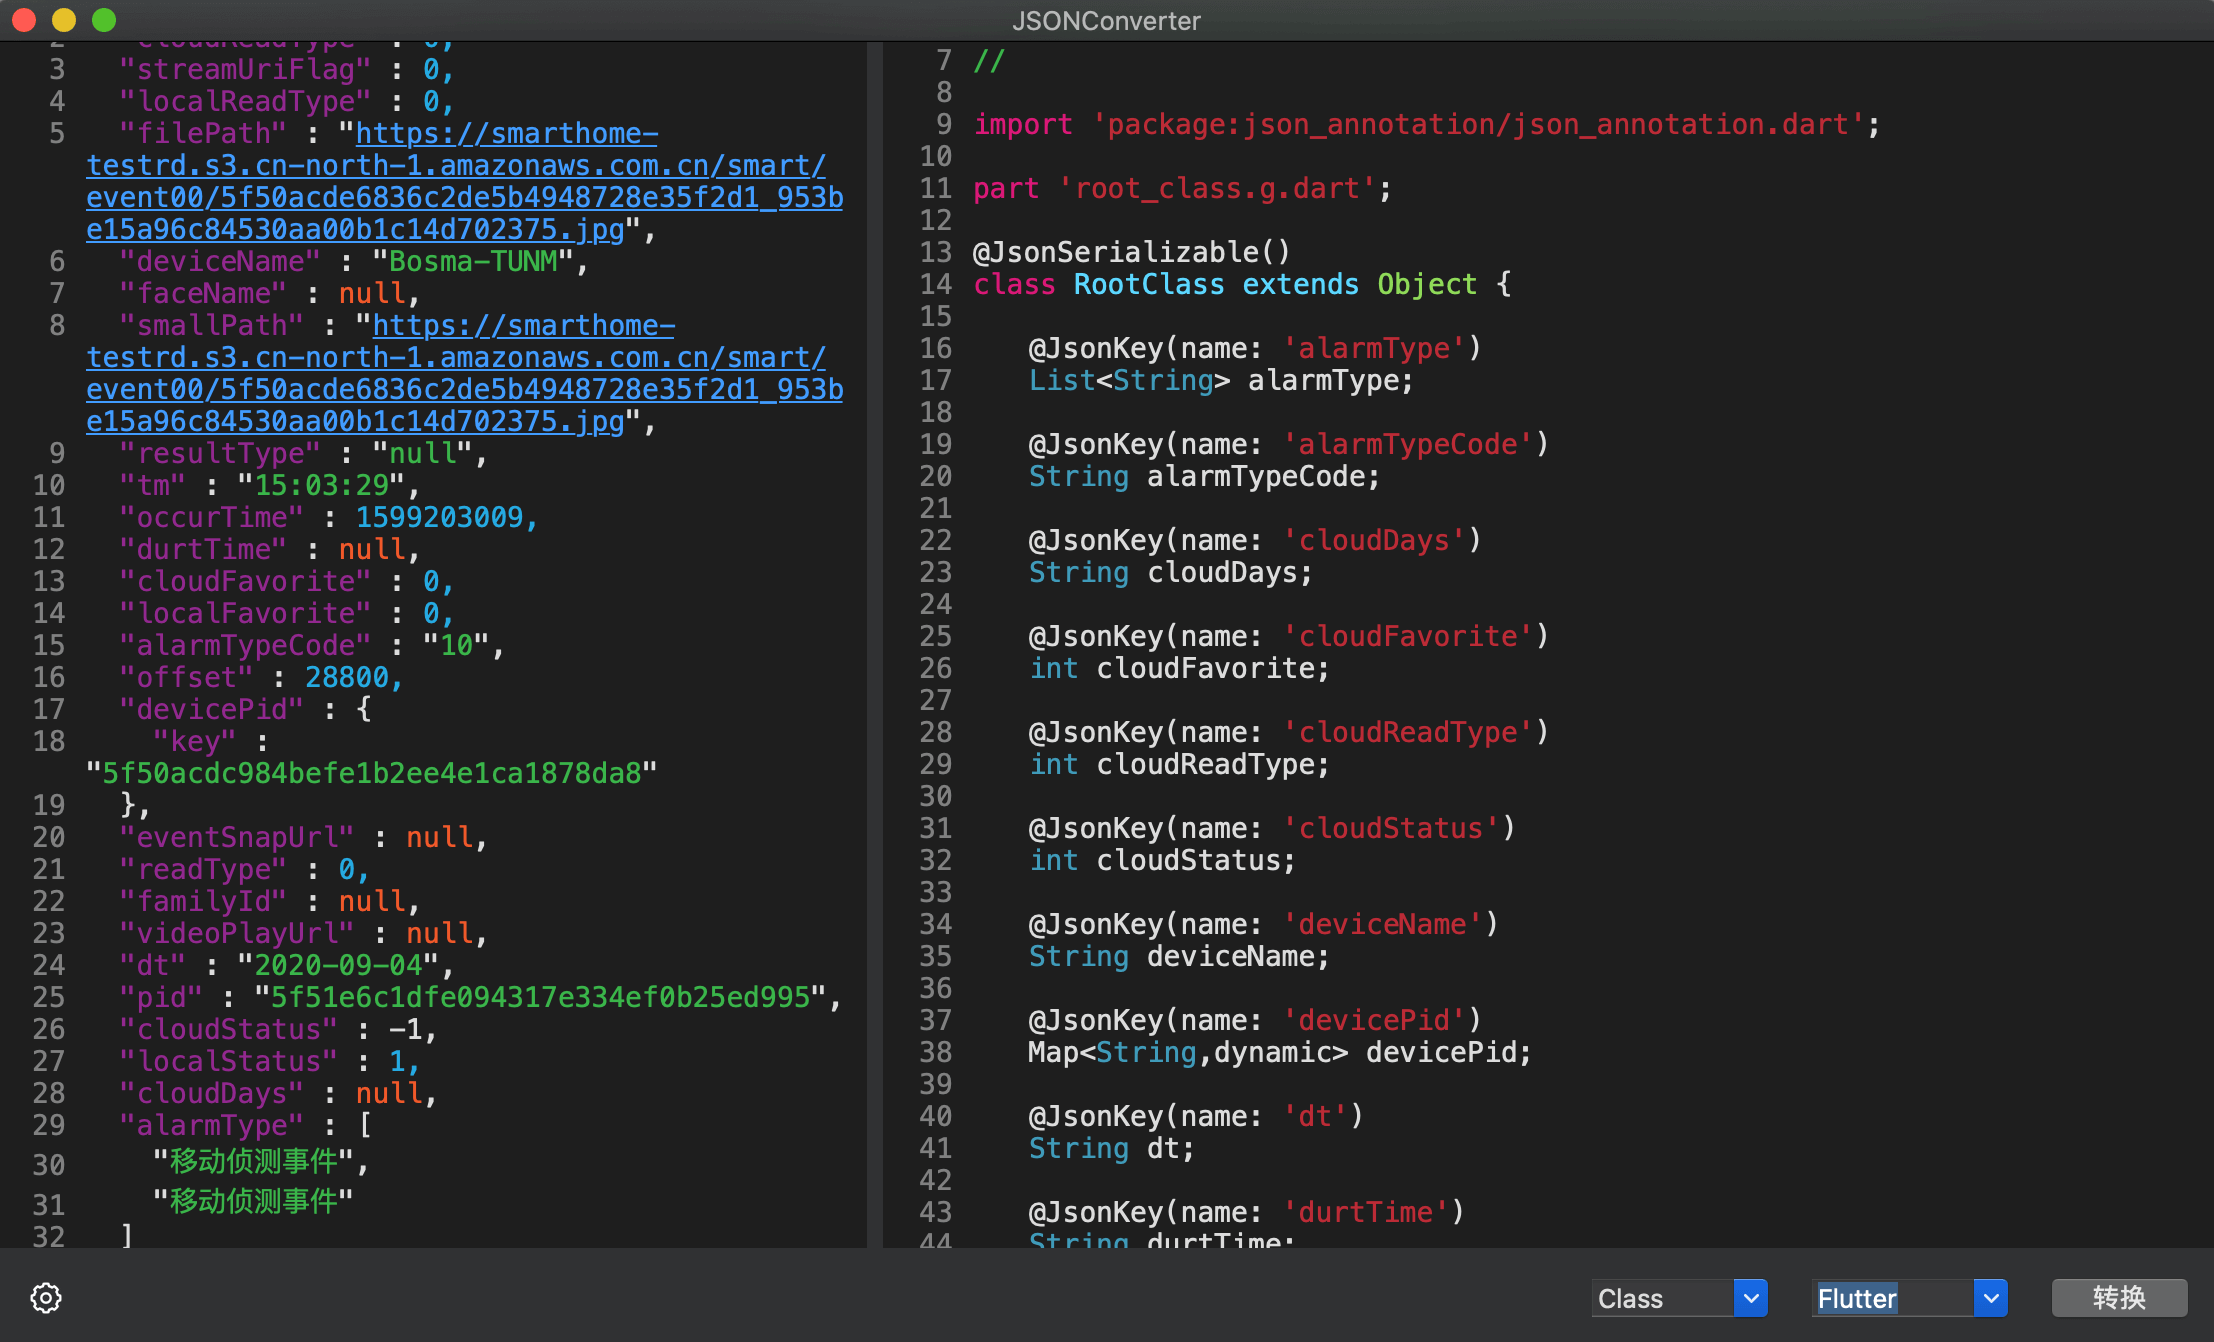 JSONConverter
2 "cloudReadType" : 0,
3 "streamUriFlag" : 0,
4 "localReadType" : 0,
5 "filePath" : "https://smarthome-
testrd.s3.cn-north-1.amazonaws.com.cn/smart/
event00/5f50acde6836c2de5b4948728e35f2d1_953b
e15a96c84530aa00b1c14d702375.jpg",
6 "deviceName" : "Bosma-TUNM",
7 "faceName" : null,
8 "smallPath" : "https://smarthome-
testrd.s3.cn-north-1.amazonaws.com.cn/smart/
event00/5f50acde6836c2de5b4948728e35f2d1_953b
e15a96c84530aa00b1c14d702375.jpg",
9 "resultType" : "null",
10 "tm" : "15:03:29",
11 "occurTime" : 1599203009,
12 "durtTime" : null,
13 "cloudFavorite" : 0,
14 "localFavorite" : 0,
15 "alarmTypeCode" : "10",
16 "offset" : 28800,
17 "devicePid" : {
18 "key" :
"5f50acdc984befe1b2ee4e1ca1878da8"
19 },
20 "eventSnapUrl" : null,
21 "readType" : 0,
22 "familyId" : null,
23 "videoPlayUrl" : null,
24 "dt" : "2020-09-04",
25 "pid" : "5f51e6c1dfe094317e334ef0b25ed995",
26 "cloudStatus" : -1,
27 "localStatus" : 1,
28 "cloudDays" : null,
29 "alarmType" : [
30 "移动侦测事件",
31 "移动侦测事件"
32 ]
7 //
8
9 import 'package:json_annotation/json_annotation.dart';
10
11 part 'root_class.g.dart';
12
13 @JsonSerializable()
14 class RootClass extends Object {
15
16 @JsonKey(name: 'alarmType')
17 List<String> alarmType;
18
19 @JsonKey(name: 'alarmTypeCode')
20 String alarmTypeCode;
21
22 @JsonKey(name: 'cloudDays')
23 String cloudDays;
24
25 @JsonKey(name: 'cloudFavorite')
26 int cloudFavorite;
27
28 @JsonKey(name: 'cloudReadType')
29 int cloudReadType;
30
31 @JsonKey(name: 'cloudStatus')
32 int cloudStatus;
33
34 @JsonKey(name: 'deviceName')
35 String deviceName;
36
37 @JsonKey(name: 'devicePid')
38 Map<String,dynamic> devicePid;
39
40 @JsonKey(name: 'dt')
41 String dt;
42
43 @JsonKey(name: 'durtTime')
44 String durtTime;
Class
Flutter
转换